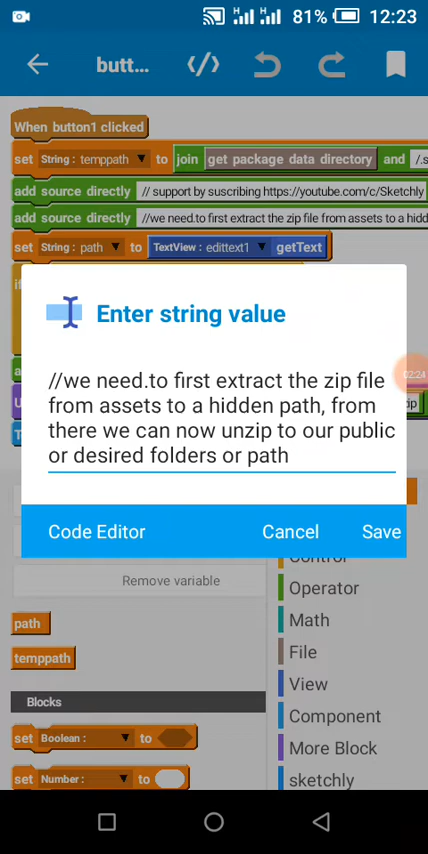 81% 12:23
butt...
When button1 clicked
set String : temppath to join get package data directory and /.s
add source directly // support by suscribing https://youtube.com/c/Sketchly
add source directly //we need.to first extract the zip file from assets to a hidd
set String : path to TextView : edittext1 getText
Enter string value
//we need.to first extract the zip file
from assets to a hidden path, from
there we can now unzip to our public
or desired folders or path
02:24
zip
Code Editor Cancel Save
Control
Remove variable
Operator
Math
path
File
temppath
View
Blocks
Component
set Boolean : to
More Block
set Number : to
sketchly